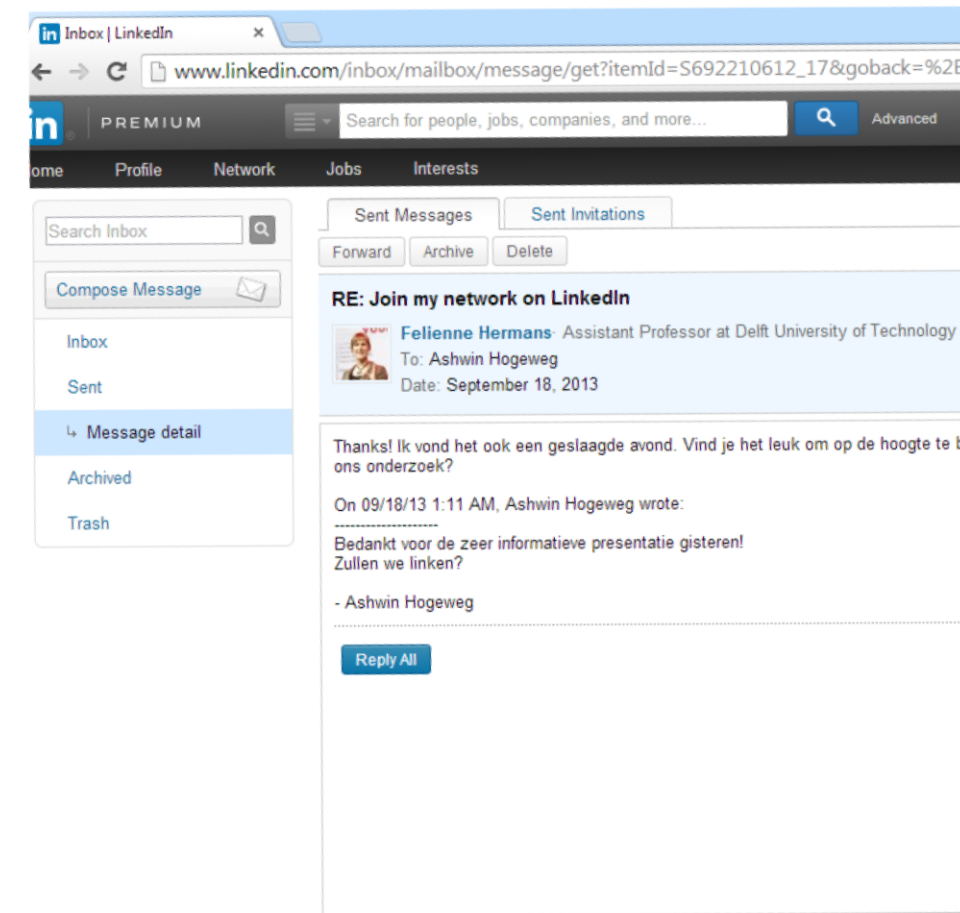 in Inbox | LinkedIn ×
www.linkedin.com/inbox/mailbox/message/get?itemId=S692210612_17&goback=%2
in PREMIUM Search for people, jobs, companies, and more... Advanced
ome Profile Network Jobs Interests
Search Inbox
Compose Message
Inbox
Sent
↳ Message detail
Archived
Trash
Sent Messages Sent Invitations
Forward Archive Delete
RE: Join my network on LinkedIn
Felienne Hermans· Assistant Professor at Delft University of Technology
To: Ashwin Hogeweg
Date: September 18, 2013
Thanks! Ik vond het ook een geslaagde avond. Vind je het leuk om op de hoogte te
ons onderzoek?
On 09/18/13 1:11 AM, Ashwin Hogeweg wrote:
--------------------
Bedankt voor de zeer informatieve presentatie gisteren!
Zullen we linken?
- Ashwin Hogeweg
Reply All